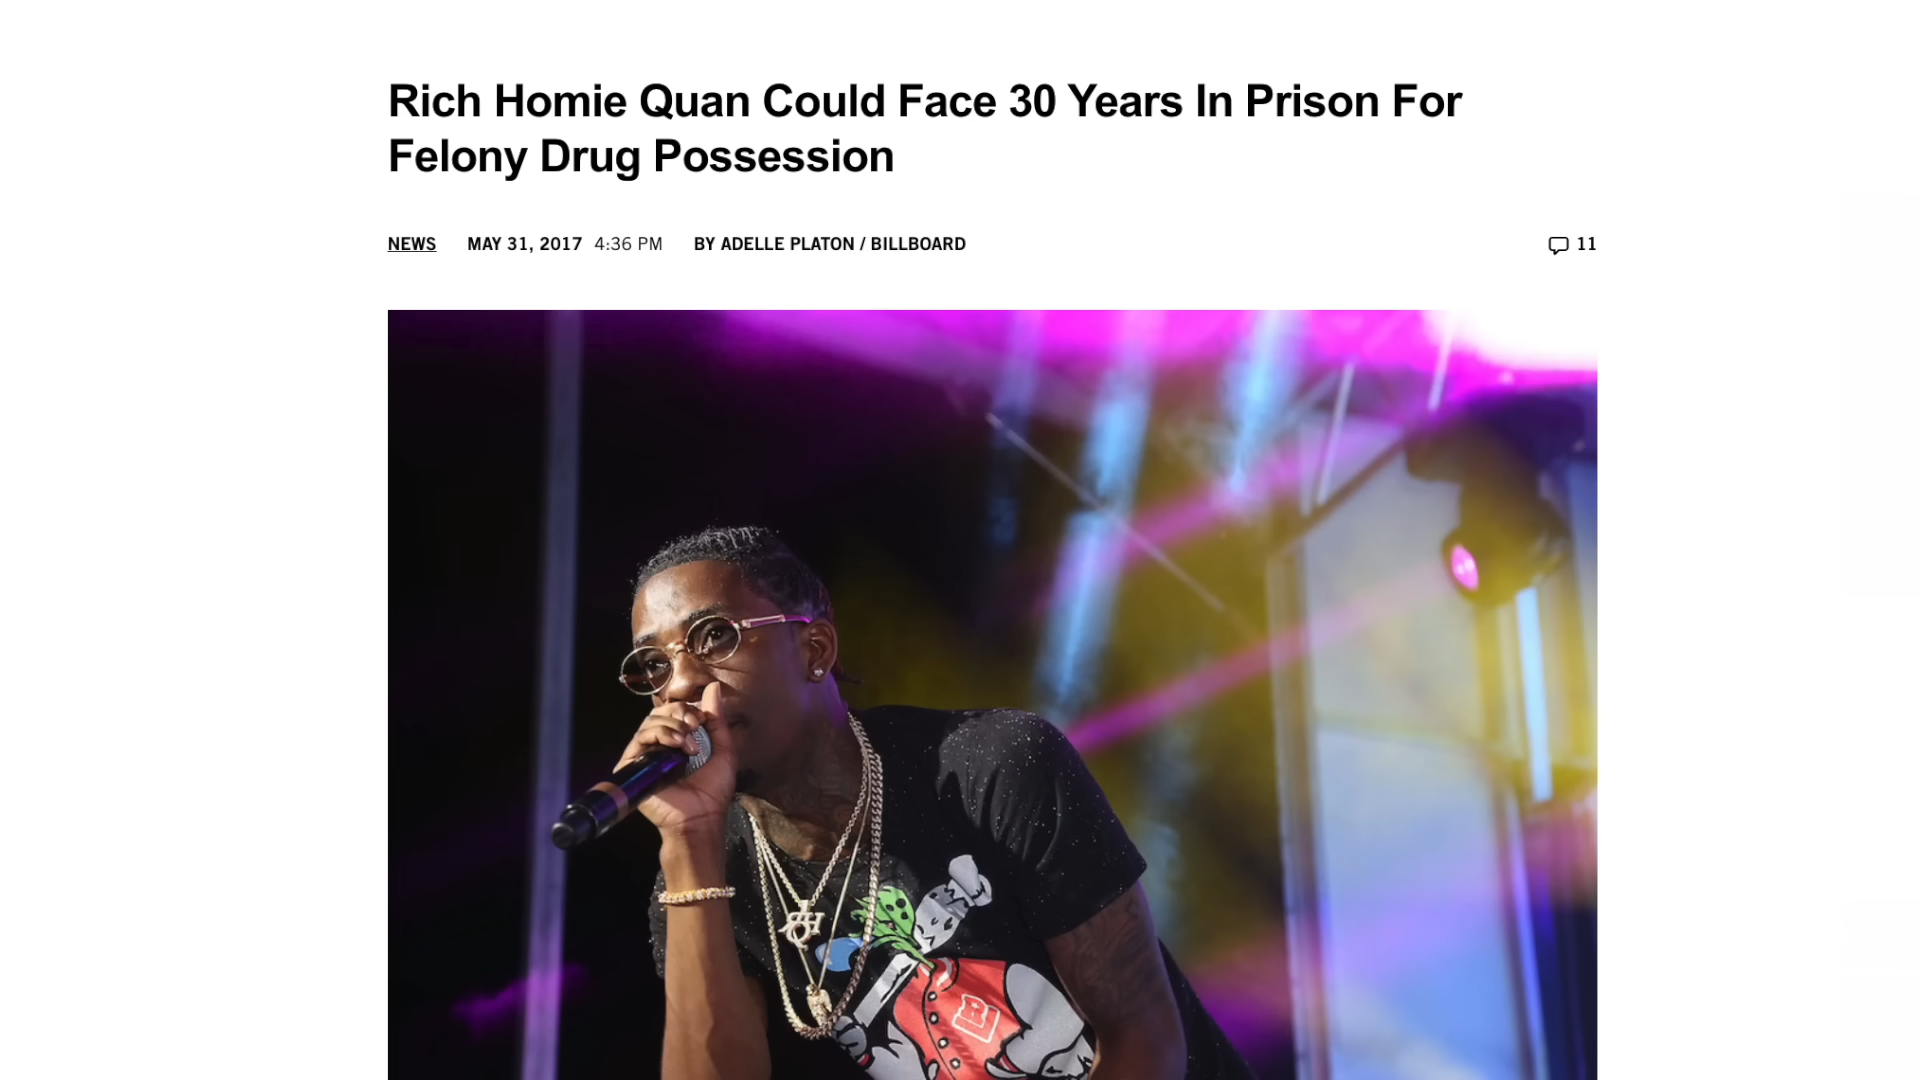 Rich Homie Quan Could Face 30 Years In Prison For
Felony Drug Possession
NEWS MAY 31, 2017 4:36 PM BY ADELLE PLATON / BILLBOARD 11